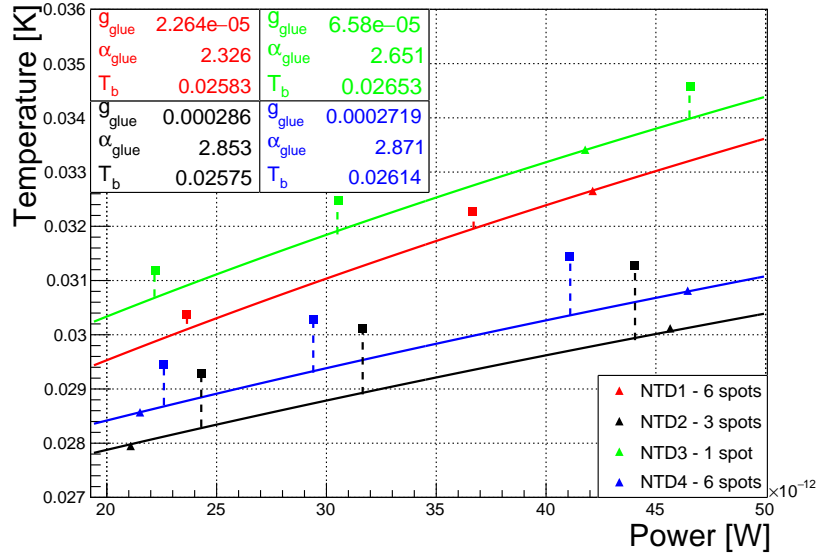 Temperature [K]
0.036
0.035
0.034
0.033
0.032
0.031
0.03
0.029
0.028
0.027
g_glue 2.264e−05
α_glue 2.326
T_b 0.02583
g_glue 6.58e−05
α_glue 2.651
T_b 0.02653
g_glue 0.000286
α_glue 2.853
T_b 0.02575
g_glue 0.0002719
α_glue 2.871
T_b 0.02614
NTD1 - 6 spots
NTD2 - 3 spots
NTD3 - 1 spot
NTD4 - 6 spots
20 25 30 35 40 45 50
×10⁻¹²
Power [W]